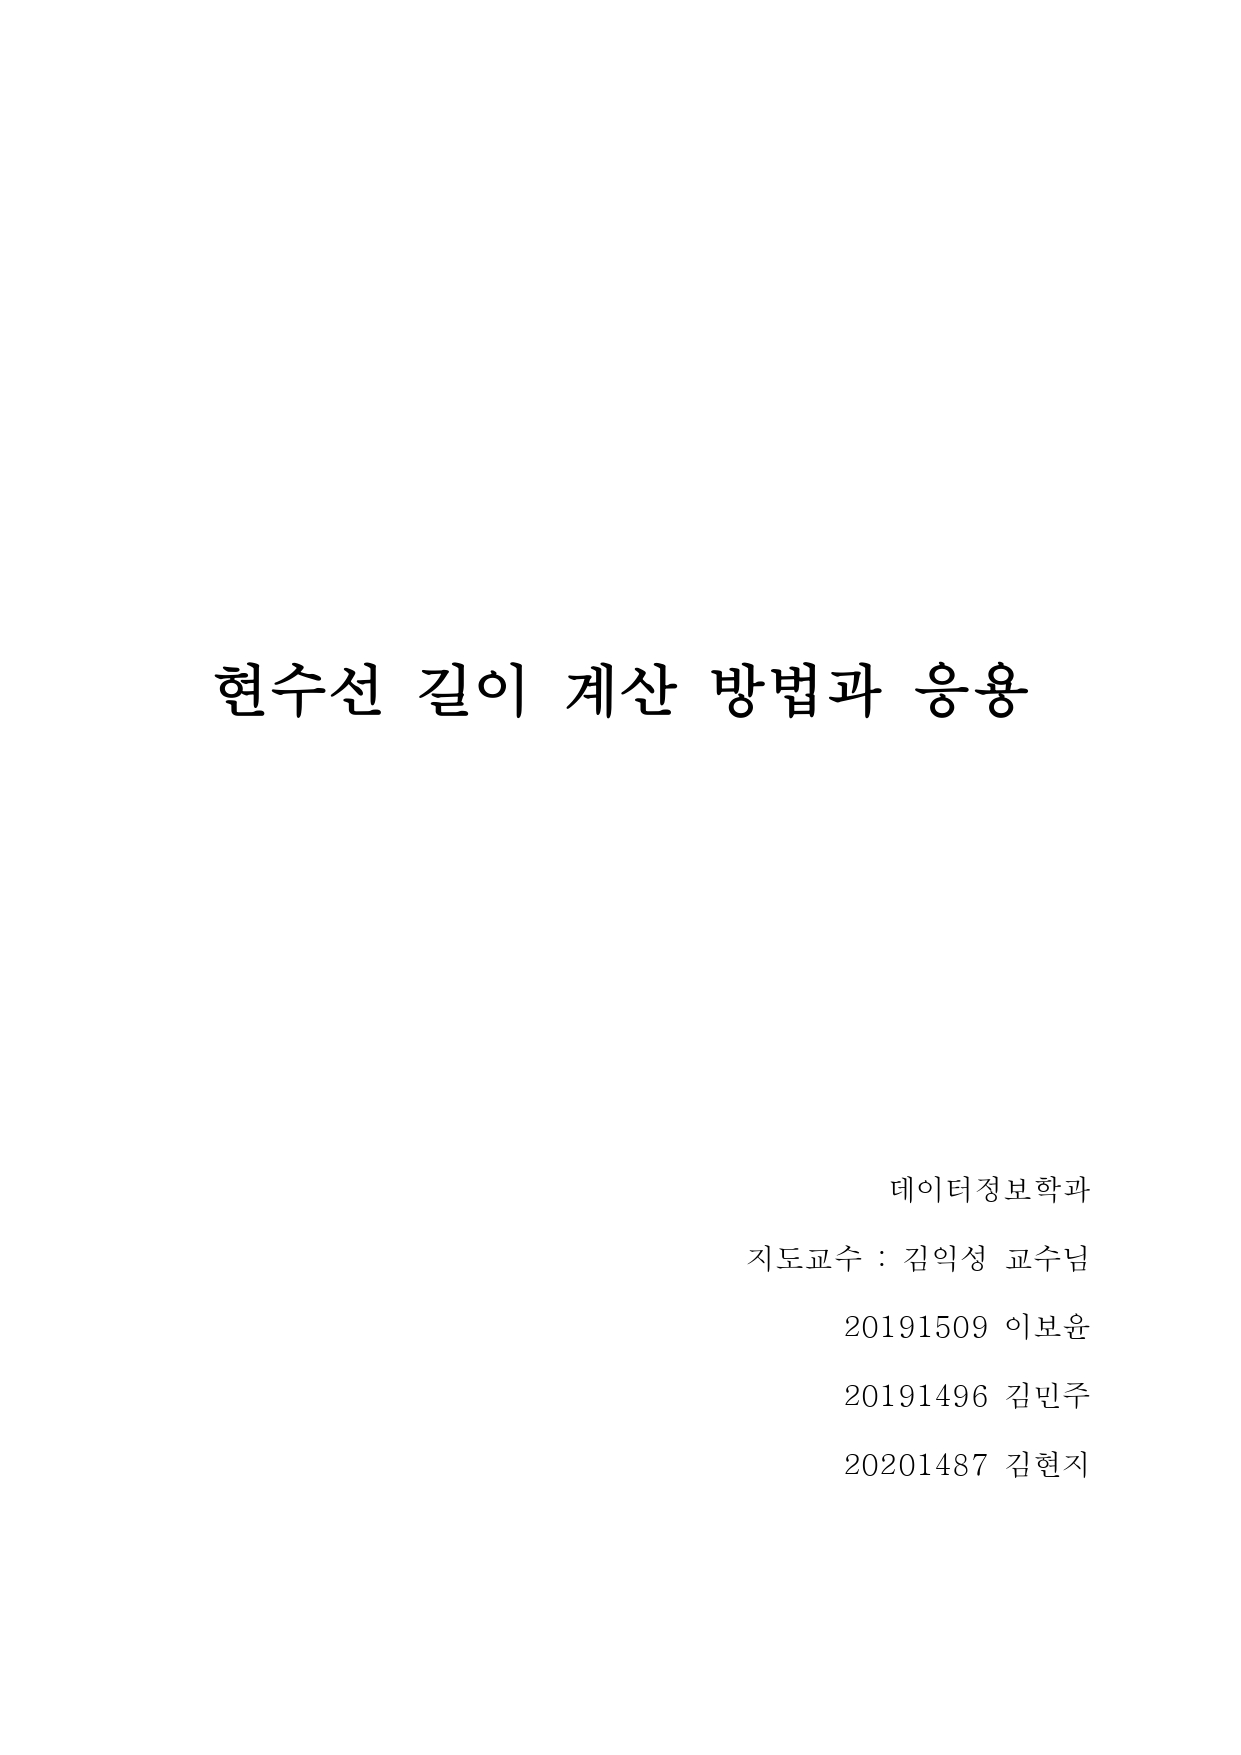 현수선 길이 계산 방법과 응용
데이터정보학과
지도교수 : 김익성 교수님
20191509 이보윤
20191496 김민주
20201487 김현지